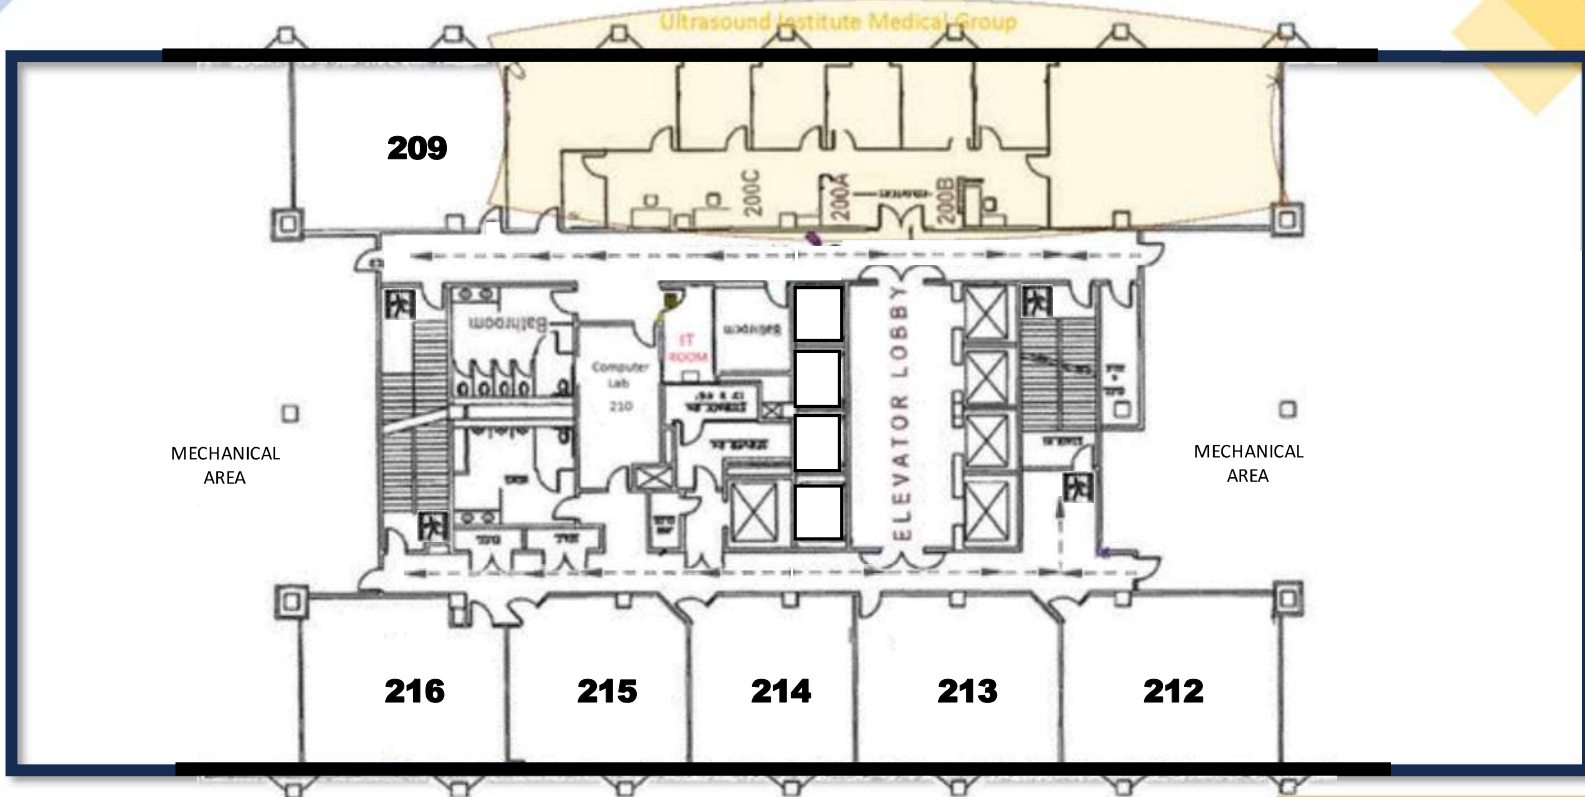 Ultrasound Institute Medical Group
209
200C
200A
200B
Bathroom
IT
ROOM
Bathroom
Computer
Lab
210
ELEVATOR LOBBY
MECHANICAL
AREA
MECHANICAL
AREA
216
215
214
213
212